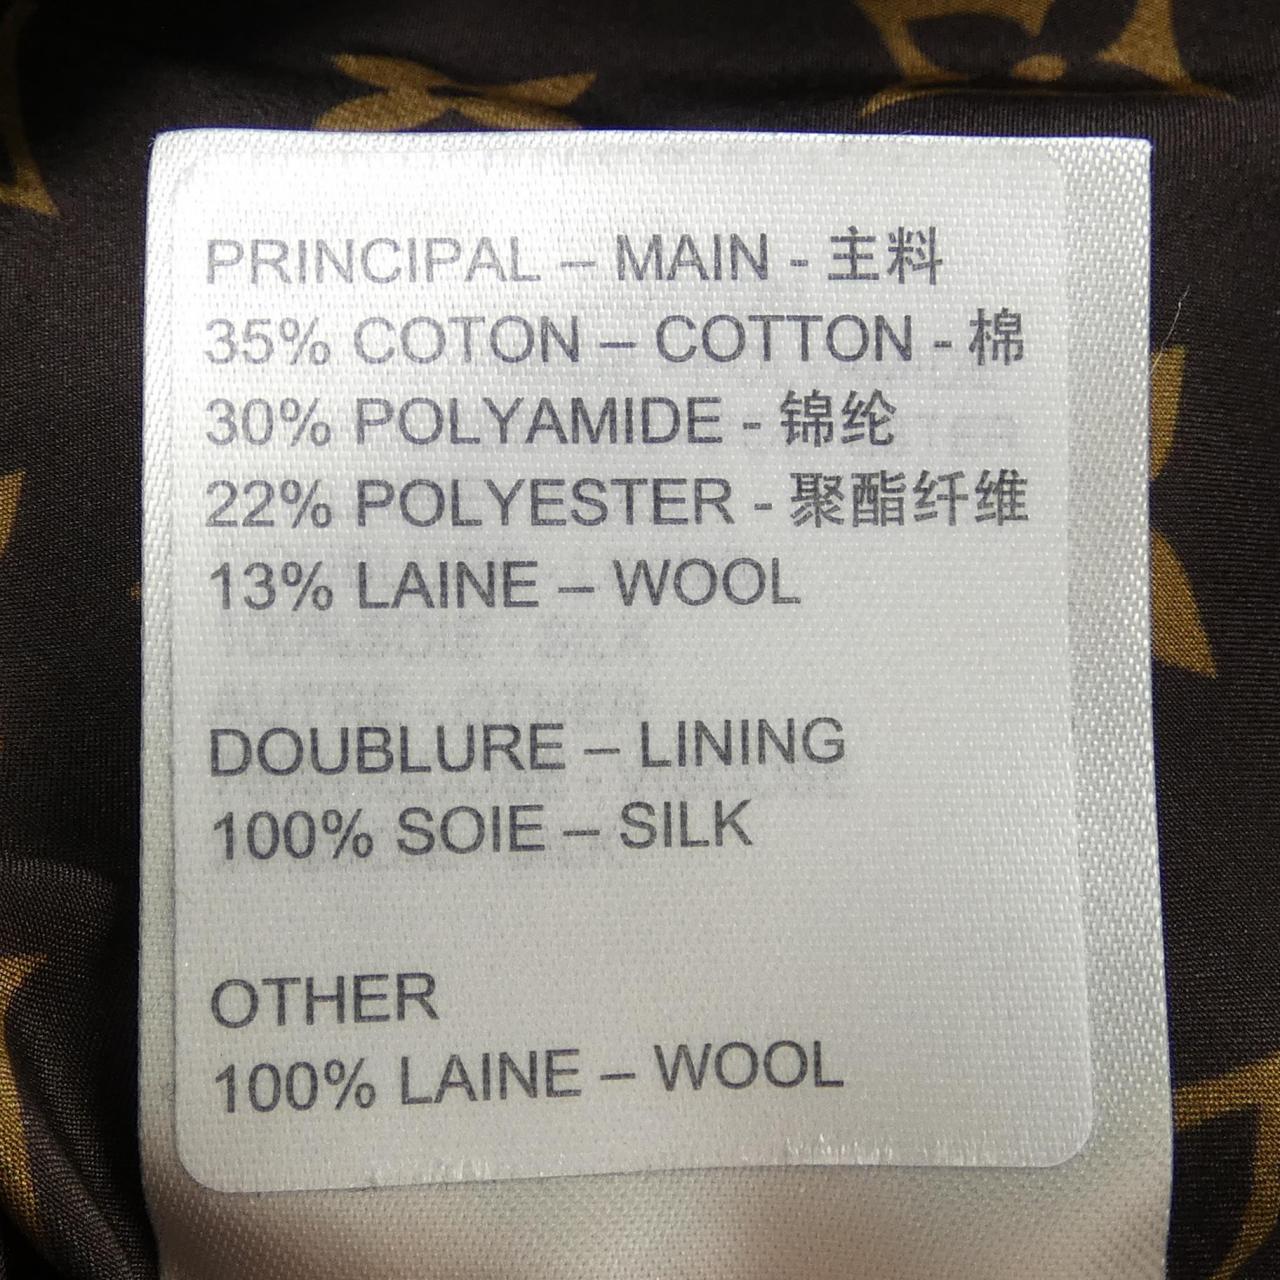 PRINCIPAL – MAIN - 主料
35% COTON – COTTON - 棉
30% POLYAMIDE - 锦纶
22% POLYESTER - 聚酯纤维
13% LAINE – WOOL
DOUBLURE – LINING
100% SOIE – SILK
OTHER
100% LAINE – WOOL